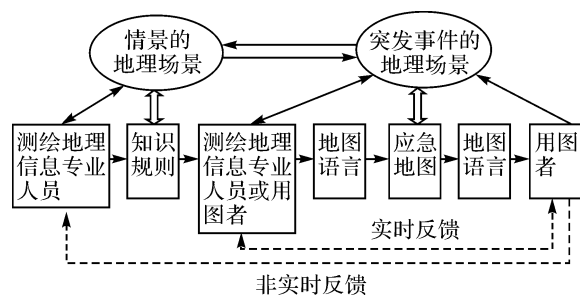 情景的
地理场景
突发事件的
地理场景
测绘地理
信息专业
人员
知识
规则
测绘地理
信息专业
人员或用
图者
地图
语言
应急
地图
地图
语言
用图
者
实时反馈
非实时反馈